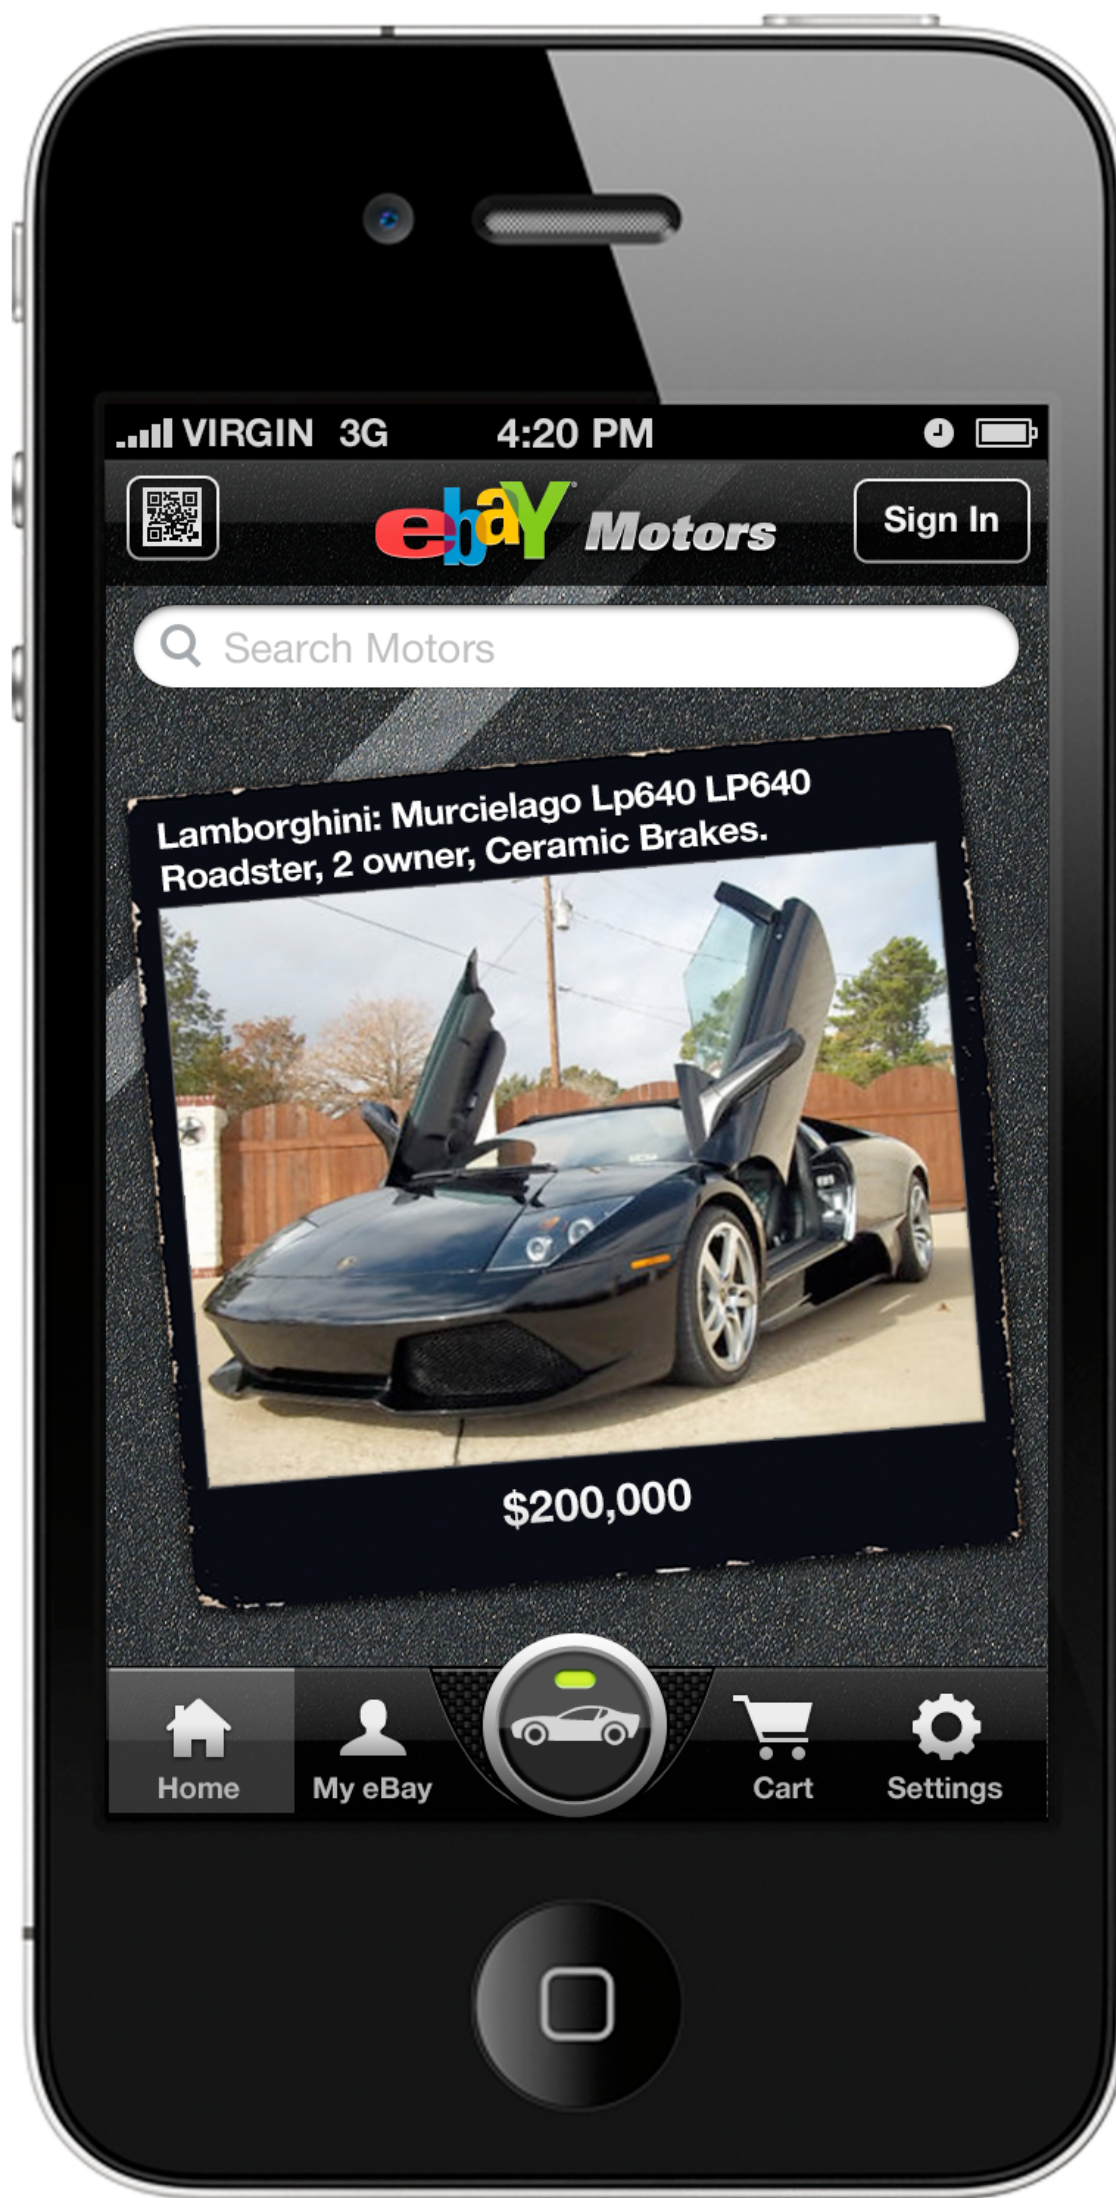 VIRGIN 3G 4:20 PM
ebay Motors
Sign In
Search Motors
Lamborghini: Murcielago Lp640 LP640
Roadster, 2 owner, Ceramic Brakes.
$200,000
Home My eBay Cart Settings